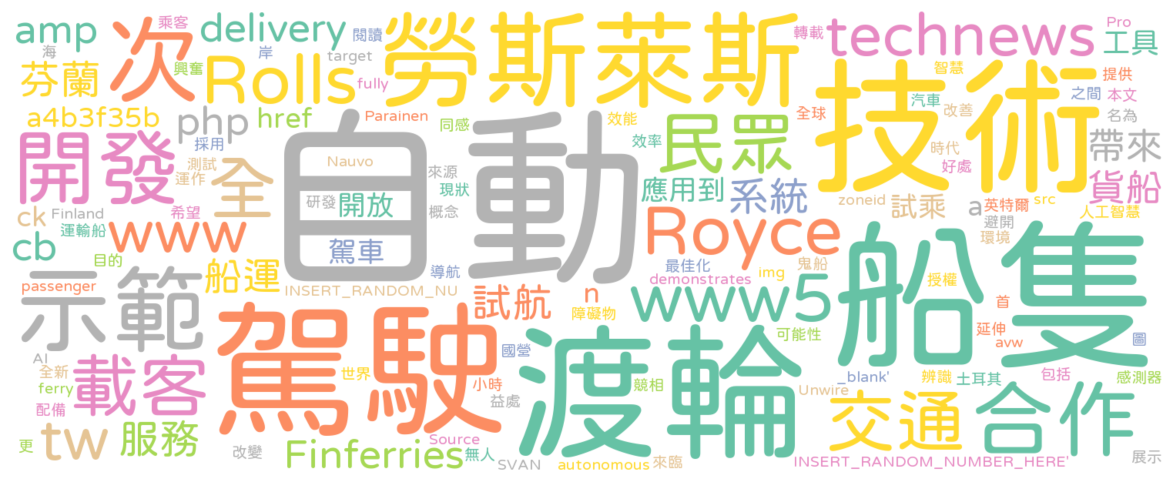 amp
次
乘客
delivery
閱讀
勞斯萊斯
轉載
technews
Pro
工具
海
芬蘭
興奮
Rolls
岸
target
fully
技術
智慧
提供
之間
本文
a4b3f35b
php
href
Parainen
同感
效能
全球
汽車
改善
名為
採用
效率
民眾
時代
帶來
開發
測試
運作
全
Nauvo
自動
來源
現狀
好處
貨船
研發
開放
概念
應用到
系統
zoneid
試乘
a
英特爾
src
人工智慧
ck
Finland
運輸船
希望
www
Royce
避開
環境
cb
目的
駕車
導航
最佳化
鬼船
船隻
passenger
船運
INSERT_RANDOM_NU
試航
n
demonstrates
img
www5
授權
示範
障礙物
可能性
首
延伸
avw
圖
駕駛
國營
渡輪
AI
全新
載客
世界
小時
競相
_blank'
辨識
土耳其
包括
感測器
ferry
配備
益處
Unwire
交通
合作
更
tw
服務
改變
Finferries
Source
無人
SVAN
autonomous
來臨
INSERT_RANDOM_NUMBER_HERE'
展示